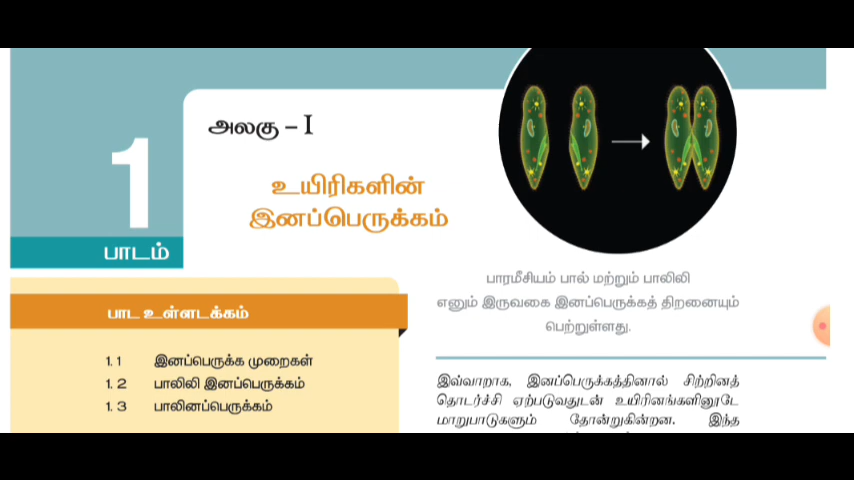 அலகு – I
1
பாடம்
உயிரிகளின்
இனப்பெருக்கம்
பாரமீசியம் பால் மற்றும் பாலிலி
எனும் இருவகை இனப்பெருக்கத் திறனையும்
பெற்றுள்ளது.
பாட உள்ளடக்கம்
1. 1 இனப்பெருக்க முறைகள்
1. 2 பாலிலி இனப்பெருக்கம்
1. 3 பாலினப்பெருக்கம்
இவ்வாறாக, இனப்பெருக்கத்தினால் சிற்றினத்
தொடர்ச்சி ஏற்படுவதுடன் உயிரினங்களினூடே
மாறுபாடுகளும் தோன்றுகின்றன. இந்த